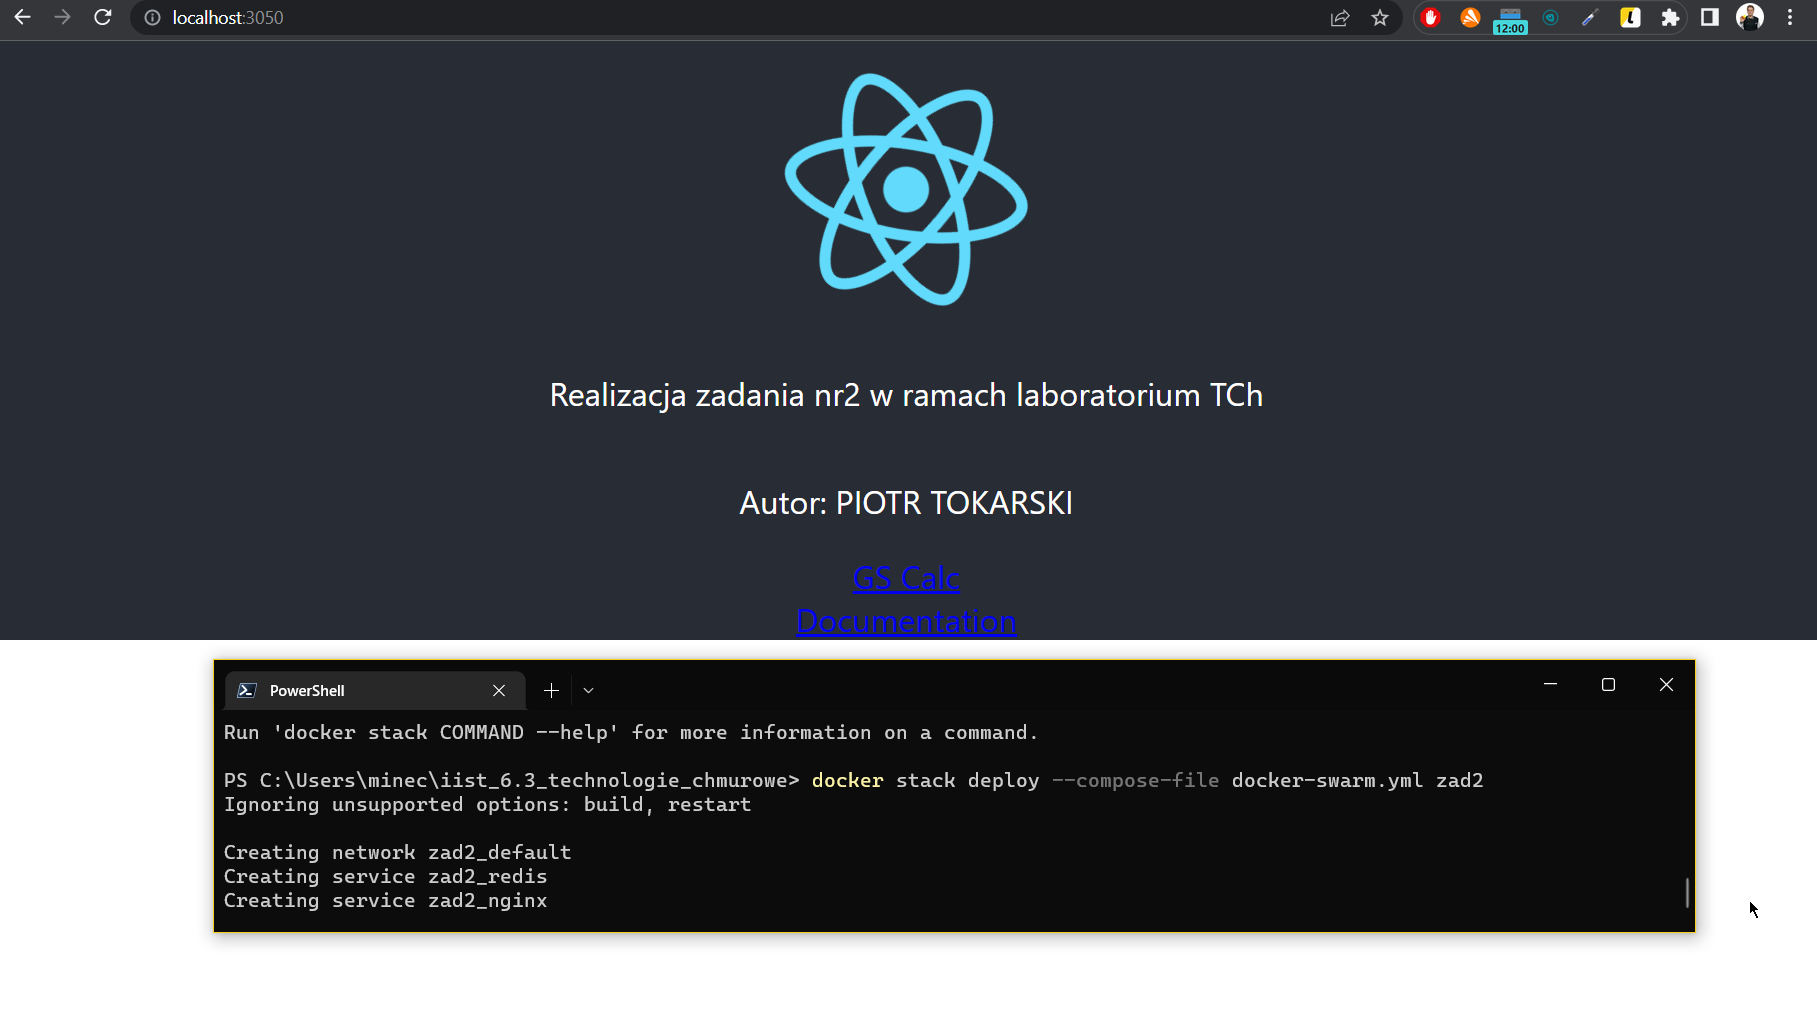 localhost:3050
12:00
Realizacja zadania nr2 w ramach laboratorium TCh
Autor: PIOTR TOKARSKI
GS Calc
Documentation
PowerShell
Run 'docker stack COMMAND --help' for more information on a command.
PS C:\Users\minec\iist_6.3_technologie_chmurowe> docker stack deploy --compose-file docker-swarm.yml zad2
Ignoring unsupported options: build, restart
Creating network zad2_default
Creating service zad2_redis
Creating service zad2_nginx